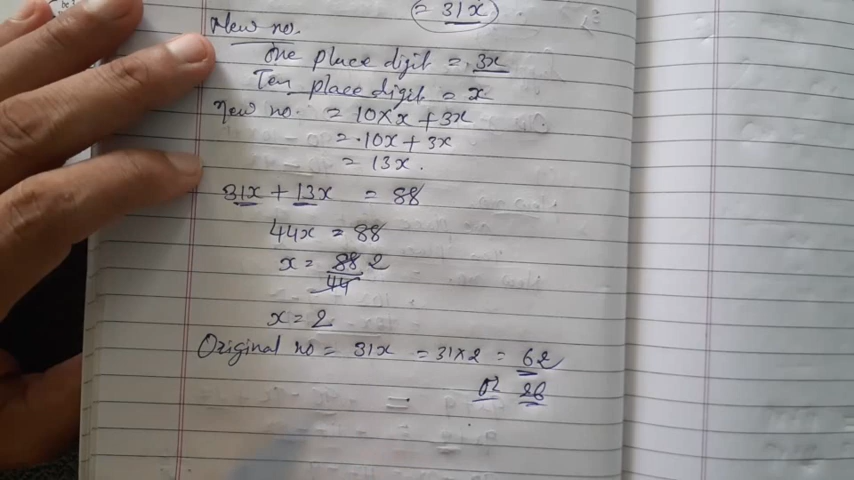 = 31x
New no.
One place digit = 3x
Ten place digit = x
New no. = 10×x + 3x
= 10x + 3x
= 13x.
31x + 13x = 88
44x = 88
x = 88 2
44
x = 2
Original no = 31x = 31×2 = 62
or 26